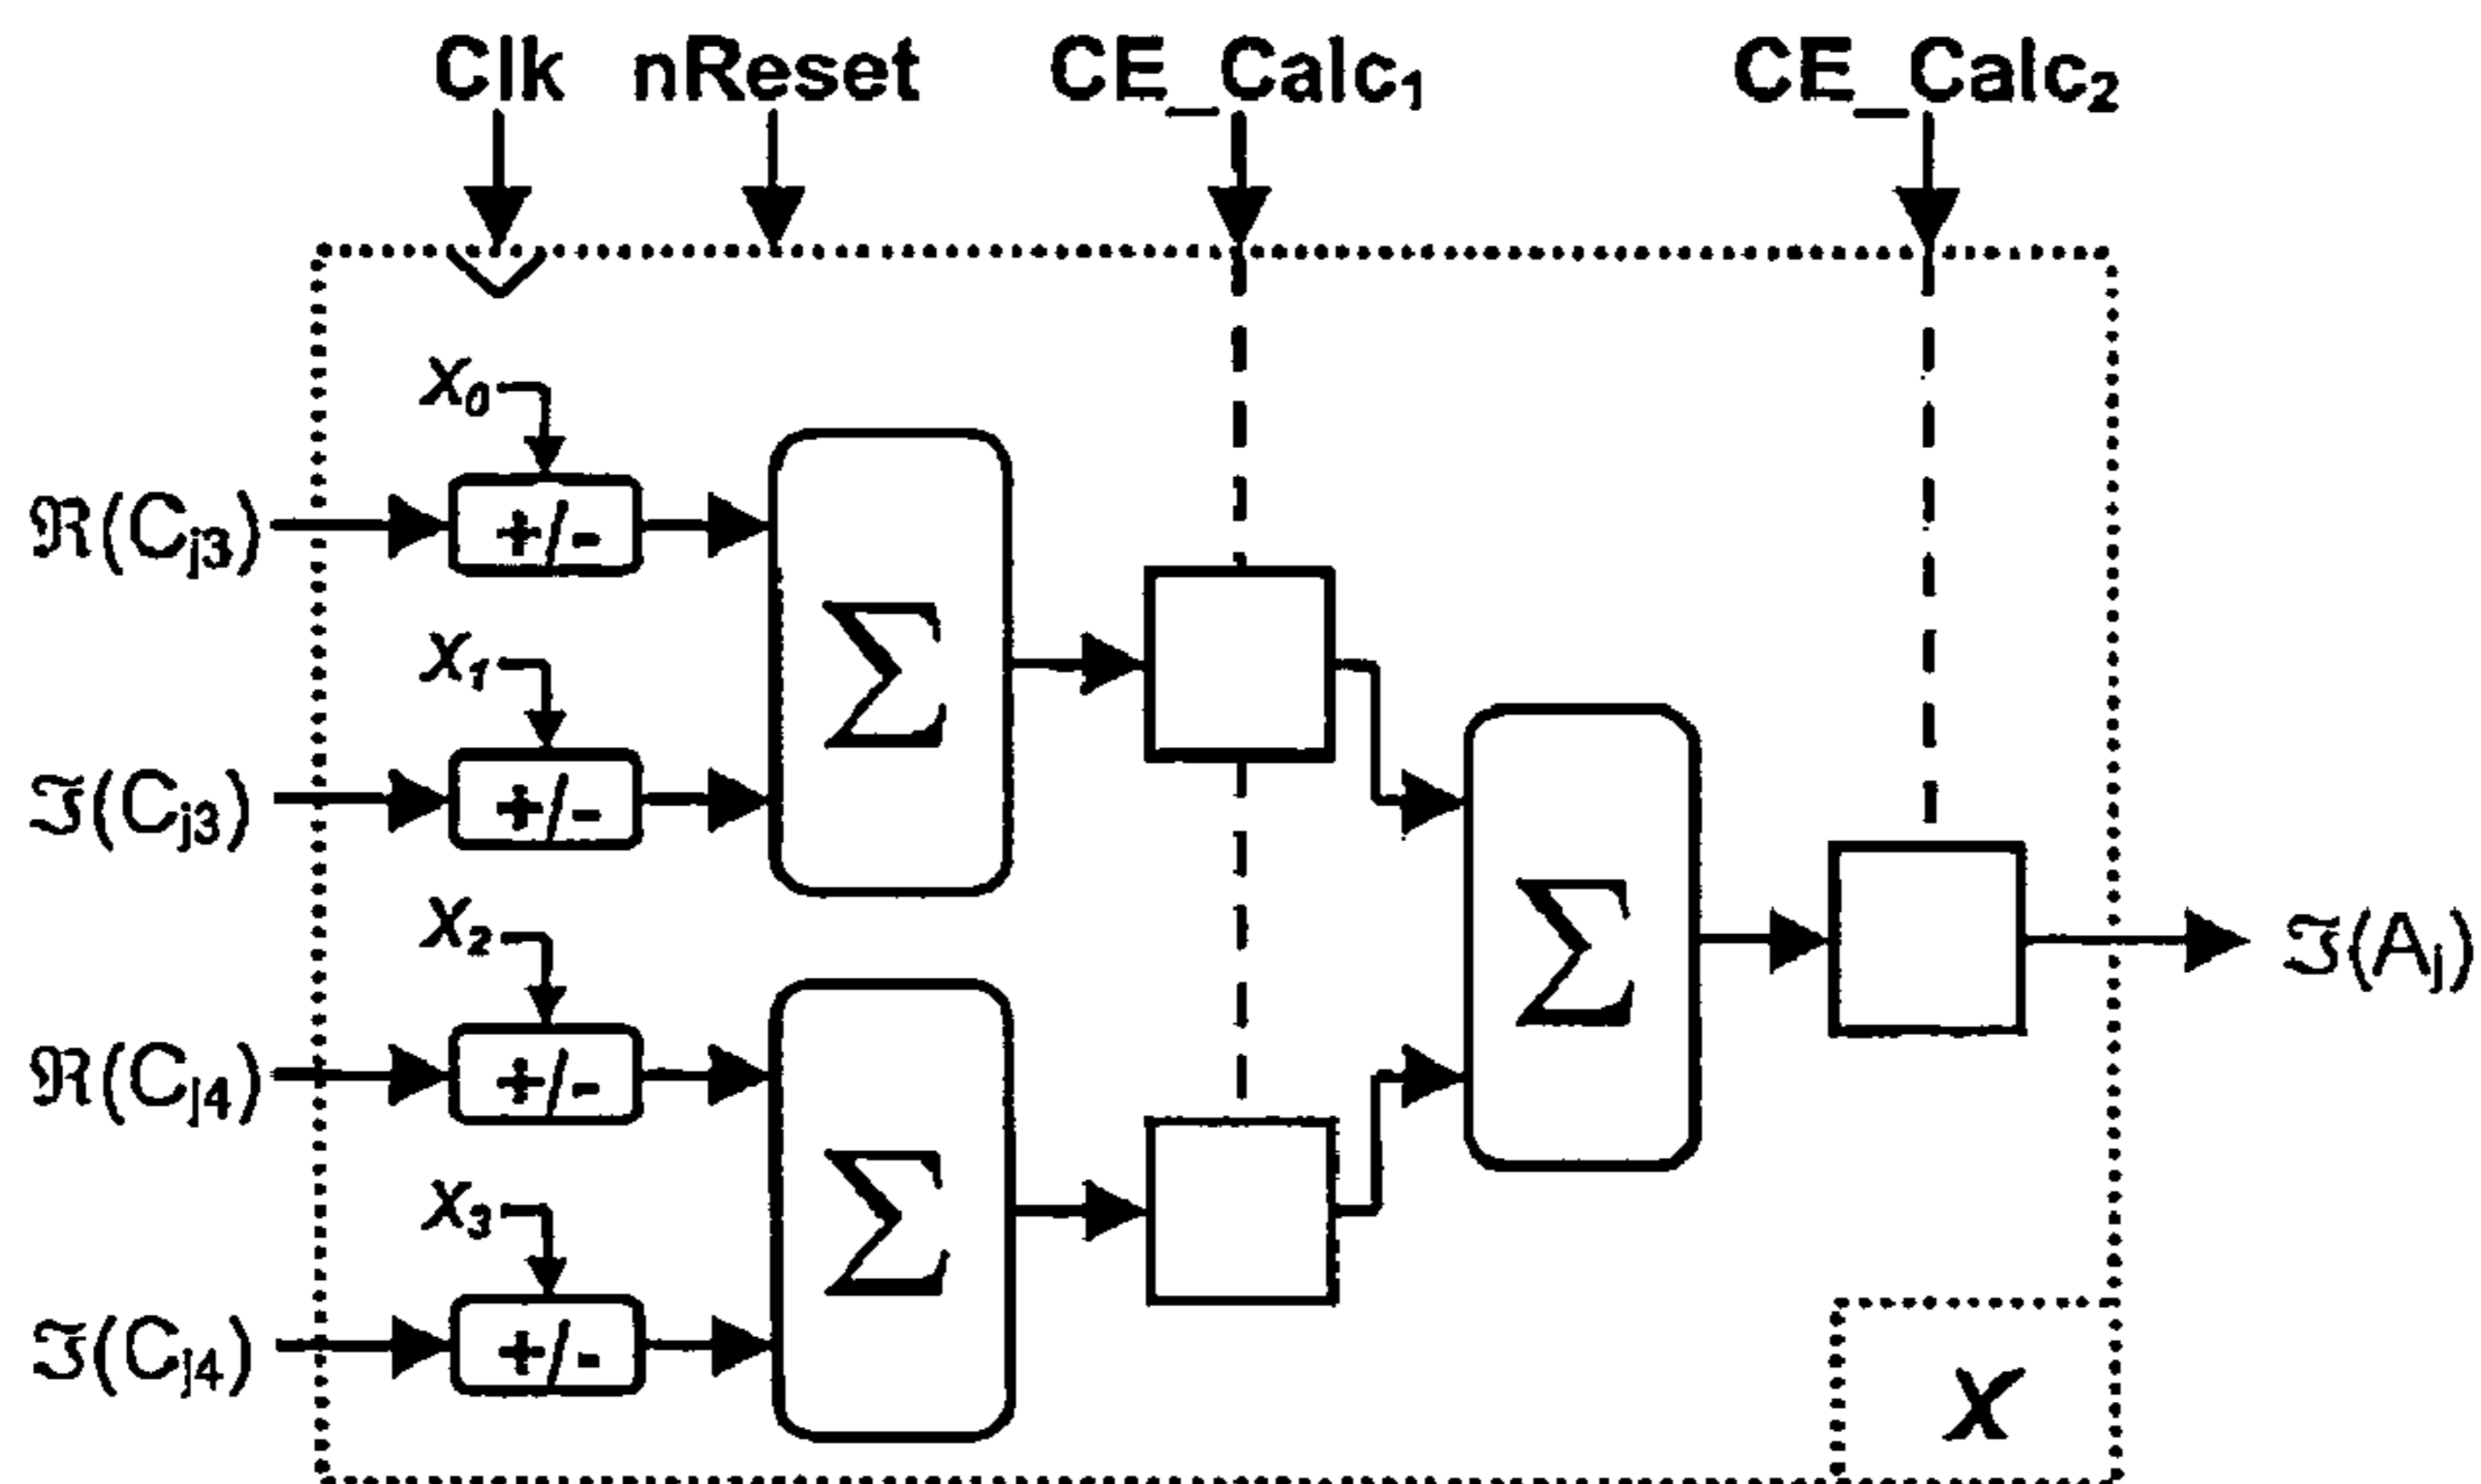 Clk nReset CE_Calc₁ CE_Calc₂
x₀
ℜ(Cⱼ₃) +/-
Σ
x₁
ℑ(Cⱼ₃) +/-
x₂
Σ
ℑ(Aⱼ)
ℜ(Cⱼ₄) +/-
x₃
Σ
ℑ(Cⱼ₄) +/-
x